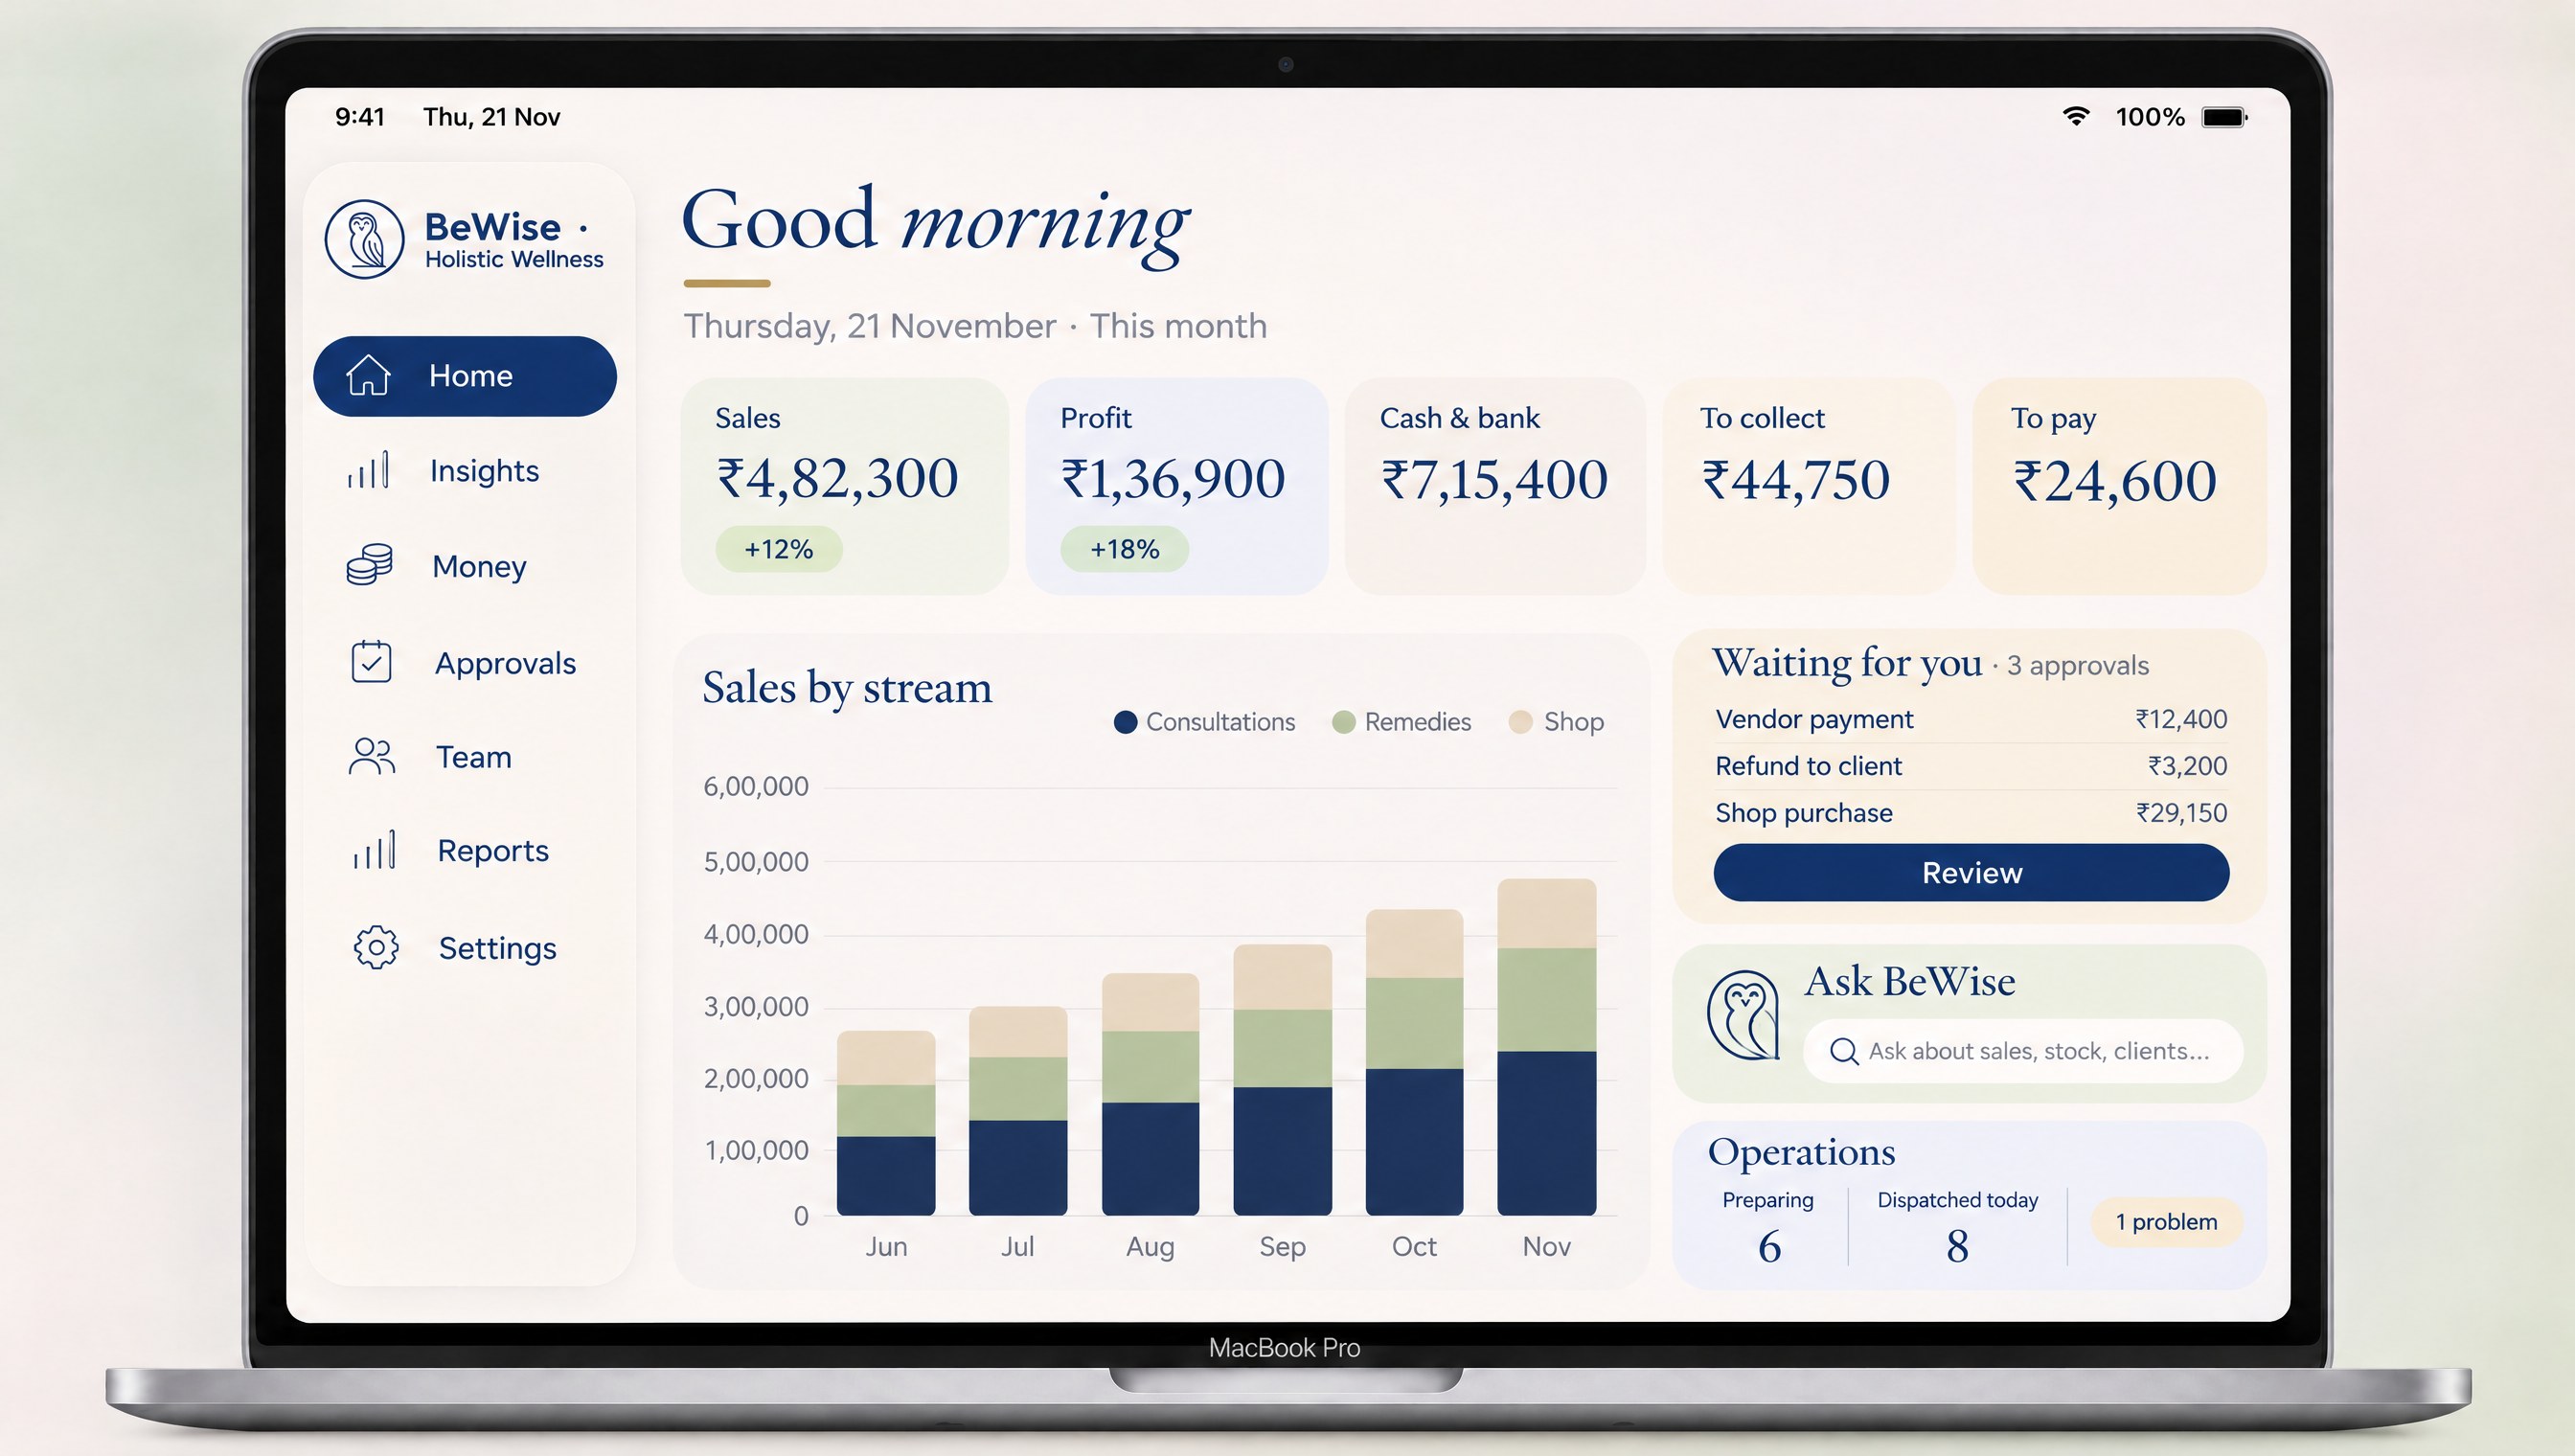 9:41 Thu, 21 Nov
100%
BeWise ·
Holistic Wellness
Home
Insights
Money
Approvals
Team
Reports
Settings
Good morning
Thursday, 21 November · This month
Sales
₹4,82,300
+12%
Profit
₹1,36,900
+18%
Cash & bank
₹7,15,400
To collect
₹44,750
To pay
₹24,600
Sales by stream
Consultations Remedies Shop
6,00,000
5,00,000
4,00,000
3,00,000
2,00,000
1,00,000
0
Jun Jul Aug Sep Oct Nov
Waiting for you · 3 approvals
Vendor payment ₹12,400
Refund to client ₹3,200
Shop purchase ₹29,150
Review
Ask BeWise
Ask about sales, stock, clients...
Operations
Preparing
6
Dispatched today
8
1 problem
MacBook Pro